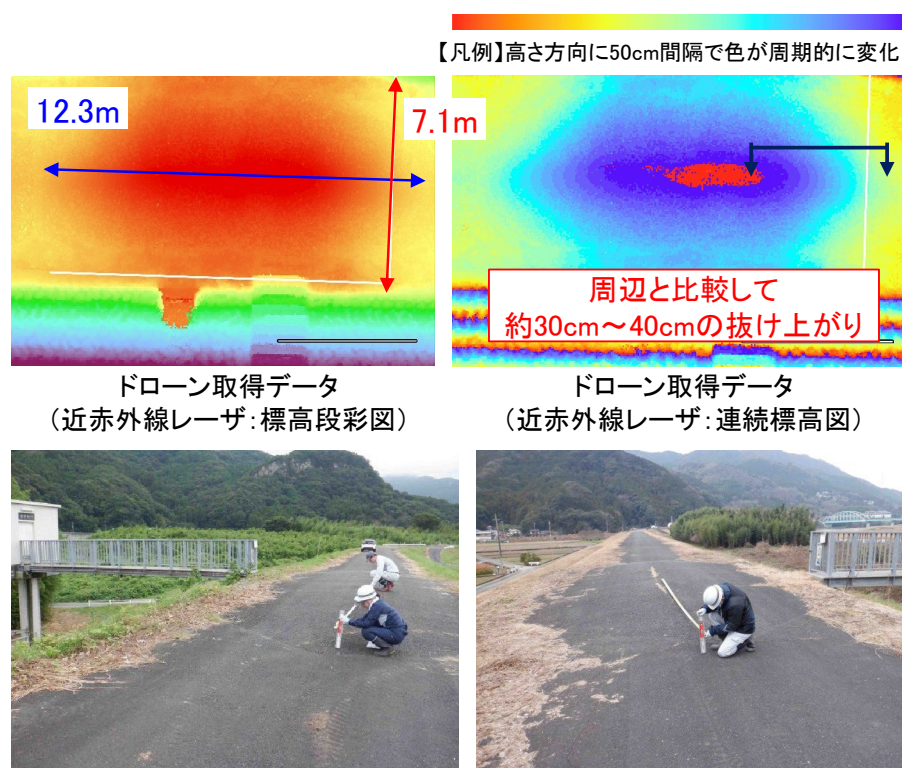 【凡例】高さ方向に50cm間隔で色が周期的に変化
12.3m
7.1m
周辺と比較して
約30cm～40cmの抜け上がり
ドローン取得データ
（近赤外線レーザ：標高段彩図）
ドローン取得データ
（近赤外線レーザ：連続標高図）